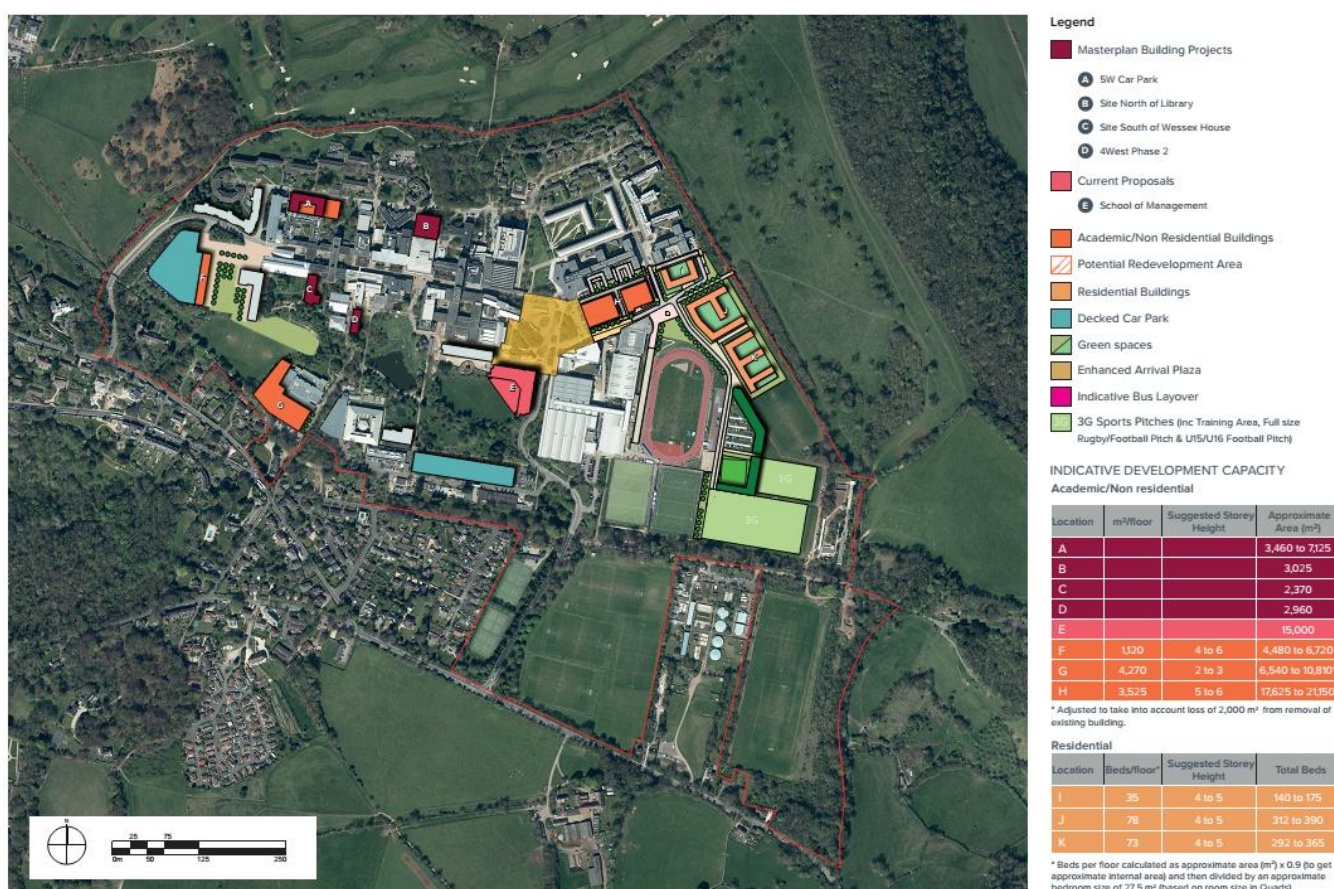 Legend
Masterplan Building Projects
A 5W Car Park
B Site North of Library
C Site South of Wessex House
D 4West Phase 2
Current Proposals
E School of Management
Academic/Non Residential Buildings
Potential Redevelopment Area
Residential Buildings
Decked Car Park
Green spaces
Enhanced Arrival Plaza
Indicative Bus Layover
3G Sports Pitches (inc Training Area, Full size
Rugby/Football Pitch & U15/U16 Football Pitch)
INDICATIVE DEVELOPMENT CAPACITY
Academic/Non residential
Location m²/floor Suggested Storey Height Approximate Area (m²)
A 3,460 to 7,125
B 3,025
C 2,370
D 2,960
E 15,000
F 1,120 4 to 6 4,480 to 6,720
G 4,270 2 to 3 6,540 to 10,810*
H 3,525 5 to 6 17,625 to 21,150
* Adjusted to take into account loss of 2,000 m² from removal of
existing building.
Residential
Location Beds/floor* Suggested Storey Height Total Beds
I 35 4 to 5 140 to 175
J 78 4 to 5 312 to 390
K 73 4 to 5 292 to 365
* Beds per floor calculated as approximate area (m²) x 0.9 (to get
approximate internal area) and then divided by an approximate
bedroom size of 27.5 m² (based on room size in Quads)
A
B
C
D
E
G
3G
3G
N
25 75
0m 50 125 250